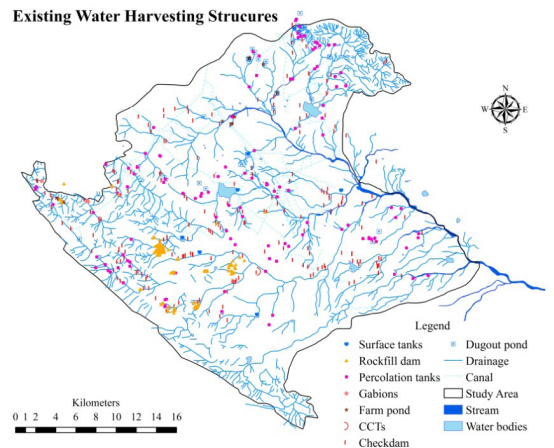 Existing Water Harvesting Strucures
N
W E
S
Legend
Surface tanks
Rockfill dam
Percolation tanks
Gabions
Farm pond
CCTs
Checkdam
Dugout pond
Drainage
Canal
Study Area
Stream
Water bodies
Kilometers
0 1 2 4 6 8 10 12 14 16